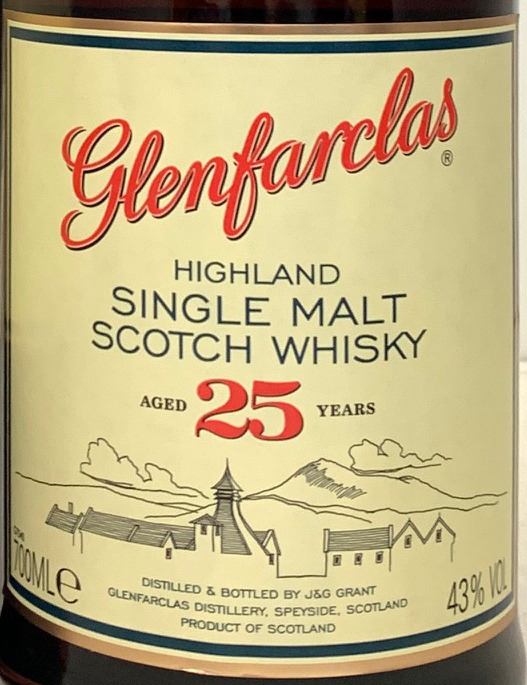 Glenfarclas®
HIGHLAND
SINGLE MALT
SCOTCH WHISKY
AGED 25 YEARS
700MLe
DISTILLED & BOTTLED BY J&G GRANT
GLENFARCLAS DISTILLERY, SPEYSIDE, SCOTLAND
PRODUCT OF SCOTLAND
43% VOL